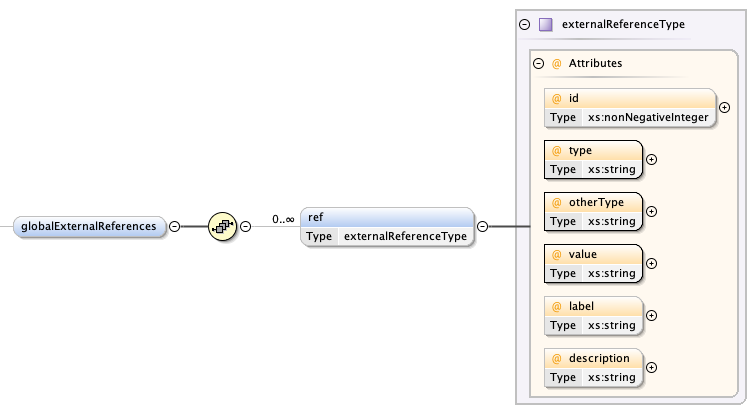 externalReferenceType
@ Attributes
@ id
Type xs:nonNegativeInteger
@ type
Type xs:string
@ otherType
Type xs:string
globalExternalReferences
0..∞
ref
Type externalReferenceType
@ value
Type xs:string
@ label
Type xs:string
@ description
Type xs:string